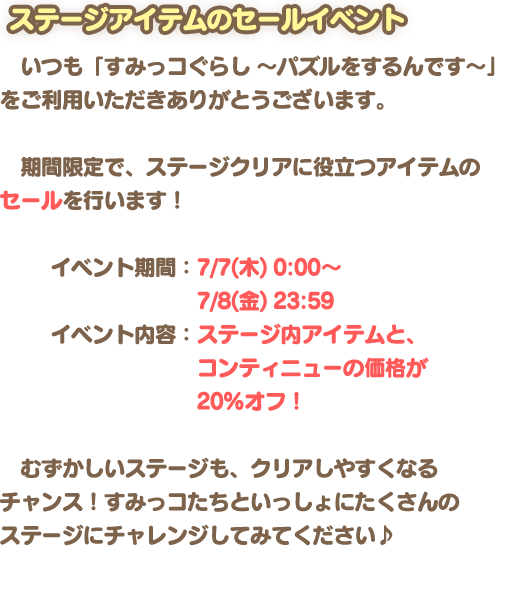 ステージアイテムのセールイベント
いつも「すみっコぐらし ～パズルをするんです～」
をご利用いただきありがとうございます。
期間限定で、ステージクリアに役立つアイテムの
セールを行います！
イベント期間：7/7(木) 0:00～
7/8(金) 23:59
イベント内容：ステージ内アイテムと、
コンティニューの価格が
20%オフ！
むずかしいステージも、クリアしやすくなる
チャンス！すみっコたちといっしょにたくさんの
ステージにチャレンジしてみてください♪